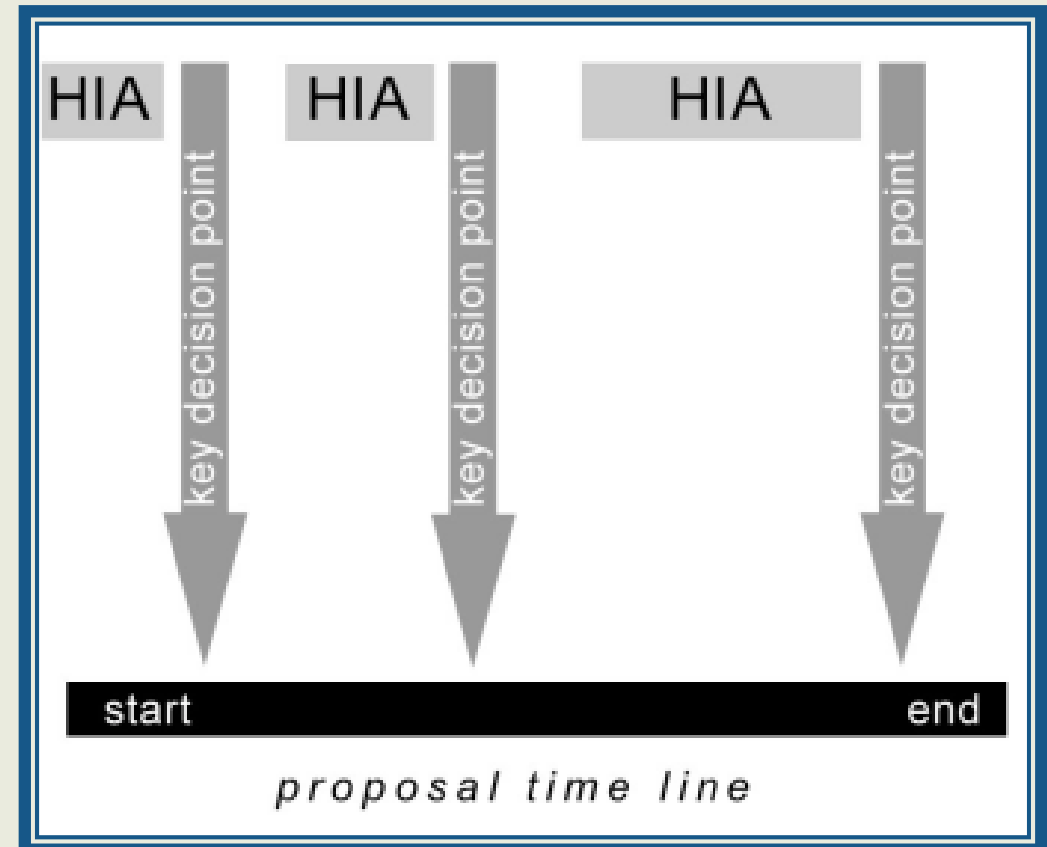 HIA
HIA
HIA
key decision point
key decision point
key decision point
start
end
proposal time line